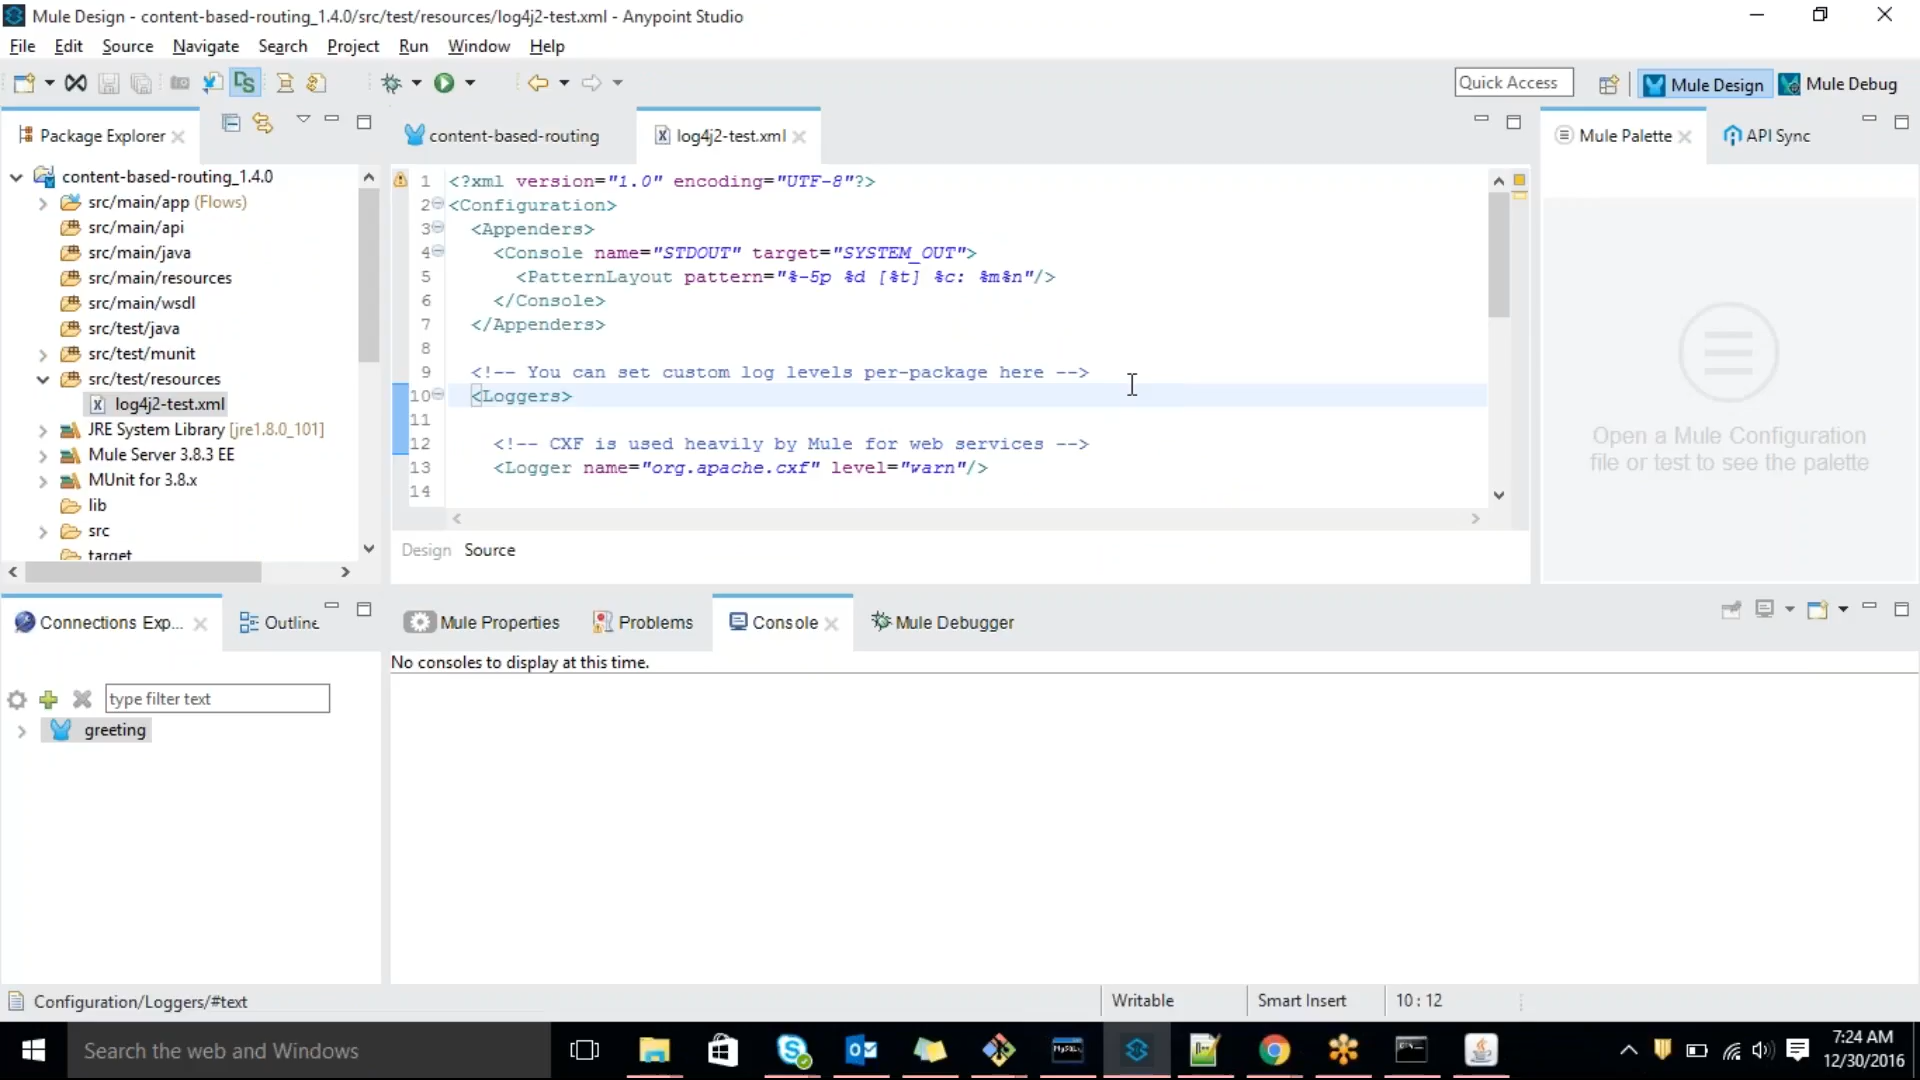 Mule Design - content-based-routing_1.4.0/src/test/resources/log4j2-test.xml - Anypoint Studio
File Edit Source Navigate Search Project Run Window Help
Quick Access
Mule Design
Mule Debug
Package Explorer
content-based-routing_1.4.0
src/main/app (Flows)
src/main/api
src/main/java
src/main/resources
src/main/wsdl
src/test/java
src/test/munit
src/test/resources
log4j2-test.xml
JRE System Library [jre1.8.0_101]
Mule Server 3.8.3 EE
MUnit for 3.8.x
lib
src
target
content-based-routing
log4j2-test.xml
1 <?xml version="1.0" encoding="UTF-8"?>
2 <Configuration>
3 <Appenders>
4 <Console name="STDOUT" target="SYSTEM_OUT">
5 <PatternLayout pattern="%-5p %d [%t] %c: %m%n"/>
6 </Console>
7 </Appenders>
8
9 <!-- You can set custom log levels per-package here -->
10 <Loggers>
11
12 <!-- CXF is used heavily by Mule for web services -->
13 <Logger name="org.apache.cxf" level="warn"/>
14
Design Source
Mule Palette
API Sync
Open a Mule Configuration
file or test to see the palette
Connections Exp...
Outline
type filter text
greeting
Mule Properties
Problems
Console
Mule Debugger
No consoles to display at this time.
Configuration/Loggers/#text
Writable
Smart Insert
10 : 12
Search the web and Windows
7:24 AM
12/30/2016